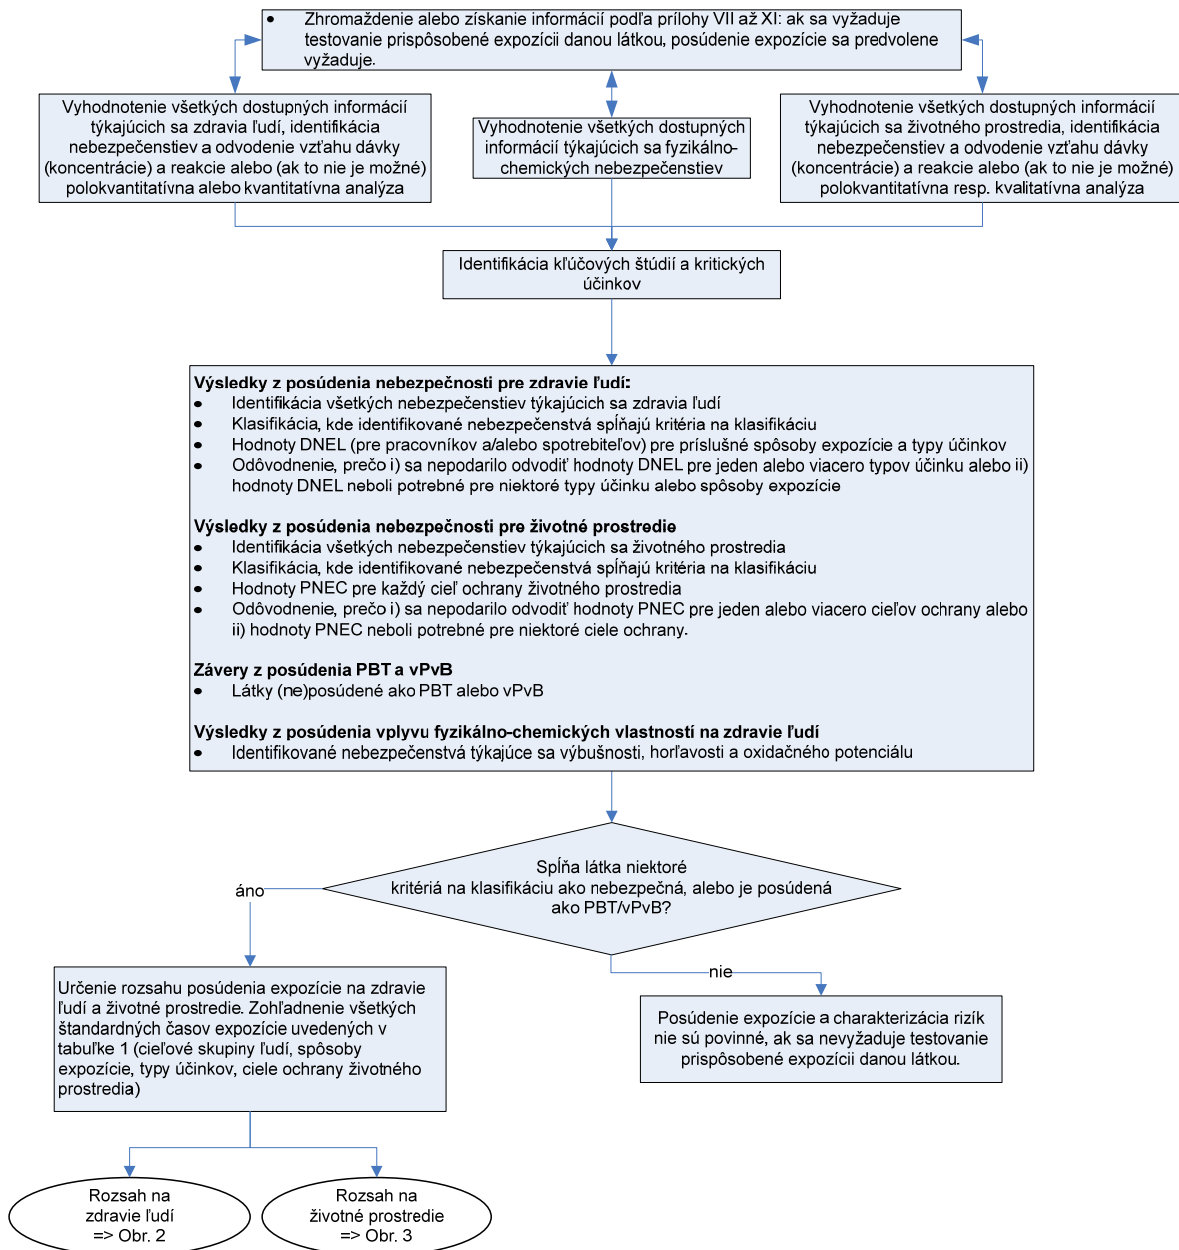 • Zhromaždenie alebo získanie informácií podľa prílohy VII až XI: ak sa vyžaduje
testovanie prispôsobené expozícii danou látkou, posúdenie expozície sa predvolene
vyžaduje.
Vyhodnotenie všetkých dostupných informácií
týkajúcich sa zdravia ľudí, identifikácia
nebezpečenstiev a odvodenie vzťahu dávky
(koncentrácie) a reakcie alebo (ak to nie je možné)
polokvantitatívna alebo kvantitatívna analýza
Vyhodnotenie všetkých dostupných
informácií týkajúcich sa fyzikálno-
chemických nebezpečenstiev
Vyhodnotenie všetkých dostupných informácií
týkajúcich sa životného prostredia, identifikácia
nebezpečenstiev a odvodenie vzťahu dávky
(koncentrácie) a reakcie alebo (ak to nie je možné)
polokvantitatívna resp. kvalitatívna analýza
Identifikácia kľúčových štúdií a kritických
účinkov
Výsledky z posúdenia nebezpečnosti pre zdravie ľudí:
• Identifikácia všetkých nebezpečenstiev týkajúcich sa zdravia ľudí
• Klasifikácia, kde identifikované nebezpečenstvá spĺňajú kritéria na klasifikáciu
• Hodnoty DNEL (pre pracovníkov a/alebo spotrebiteľov) pre príslušné spôsoby expozície a typy účinkov
• Odôvodnenie, prečo i) sa nepodarilo odvodiť hodnoty DNEL pre jeden alebo viacero typov účinku alebo ii)
hodnoty DNEL neboli potrebné pre niektoré typy účinku alebo spôsoby expozície
Výsledky z posúdenia nebezpečnosti pre životné prostredie
• Identifikácia všetkých nebezpečenstiev týkajúcich sa životného prostredia
• Klasifikácia, kde identifikované nebezpečenstvá spĺňajú kritéria na klasifikáciu
• Hodnoty PNEC pre každý cieľ ochrany životného prostredia
• Odôvodnenie, prečo i) sa nepodarilo odvodiť hodnoty PNEC pre jeden alebo viacero cieľov ochrany alebo
ii) hodnoty PNEC neboli potrebné pre niektoré ciele ochrany.
Závery z posúdenia PBT a vPvB
• Látky (ne)posúdené ako PBT alebo vPvB
Výsledky z posúdenia vplyvu fyzikálno-chemických vlastností na zdravie ľudí
• Identifikované nebezpečenstvá týkajúce sa výbušnosti, horľavosti a oxidačného potenciálu
Spĺňa látka niektoré
kritériá na klasifikáciu ako nebezpečná, alebo je posúdená
ako PBT/vPvB?
áno
nie
Určenie rozsahu posúdenia expozície na zdravie
ľudí a životné prostredie. Zohľadnenie všetkých
štandardných časov expozície uvedených v
tabuľke 1 (cieľové skupiny ľudí, spôsoby
expozície, typy účinkov, ciele ochrany životného
prostredia)
Posúdenie expozície a charakterizácia rizík
nie sú povinné, ak sa nevyžaduje testovanie
prispôsobené expozícii danou látkou.
Rozsah na
zdravie ľudí
=> Obr. 2
Rozsah na
životné prostredie
=> Obr. 3